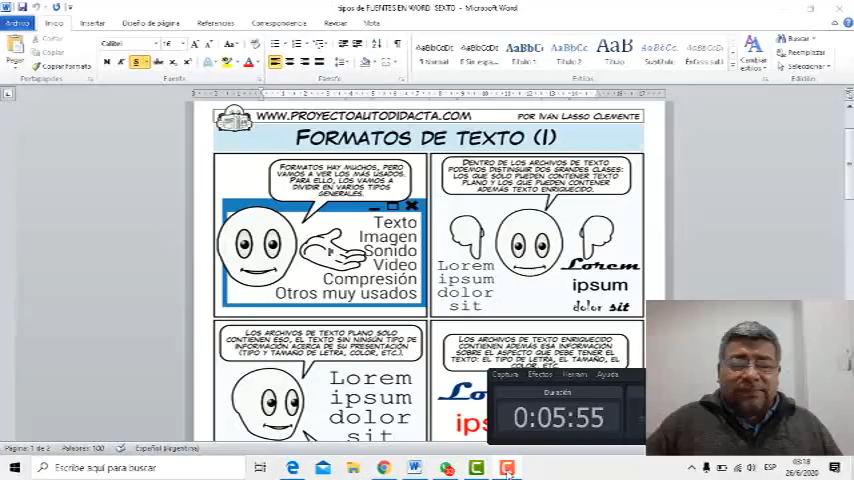 tipos de FUENTES EN WORD SEXTO - Microsoft Word
Archivo Inicio Insertar Diseño de página Referencias Correspondencia Revisar Mota
Cortar
Copiar
Pegar
Copiar formato
Portapapeles
Calibri 16
N K S abc x₂ x²
Fuente
Párrafo
AaBbCcDc AaBbCcDc AaBbC AaBbCc AaB AaBbCc. AaBbCcDc
¶ Normal ¶ Sin espa... Título 1 Título 2 Título Subtítulo Énfasis sutil
Estilos
Cambiar estilos
Buscar
Reemplazar
Seleccionar
Edición
WWW.PROYECTOAUTODIDACTA.COM POR IVÁN LASSO CLEMENTE
FORMATOS DE TEXTO (I)
FORMATOS HAY MUCHOS, PERO
VAMOS A VER LOS MÁS USADOS.
PARA ELLO, LOS VAMOS A
DIVIDIR EN VARIOS TIPOS
GENERALES.
Texto
Imagen
Sonido
Video
Compresión
Otros muy usados
DENTRO DE LOS ARCHIVOS DE TEXTO
PODEMOS DISTINGUIR DOS GRANDES CLASES:
LOS QUE SOLO PUEDEN CONTENER TEXTO
PLANO Y LOS QUE PUEDEN CONTENER
ADEMÁS TEXTO ENRIQUECIDO.
Lorem
ipsum
dolor
sit
Lorem
ipsum
dolor sit
LOS ARCHIVOS DE TEXTO PLANO SOLO
CONTIENEN ESO, EL TEXTO SIN NINGÚN TIPO DE
INFORMACIÓN ACERCA DE SU PRESENTACIÓN
(TIPO Y TAMAÑO DE LETRA, COLOR, ETC.).
Lorem
ipsum
dolor
sit
LOS ARCHIVOS DE TEXTO ENRIQUECIDO
CONTIENEN ADEMÁS ESA INFORMACIÓN
SOBRE EL ASPECTO QUE DEBE TENER EL
TEXTO: EL TIPO DE LETRA, EL TAMAÑO, EL
COLOR, ETC.
Lo
ips
Captura Efectos Herram Ayuda
Duración
0:05:55
Página: 1 de 2 Palabras: 100 Español (Argentina)
Escribe aquí para buscar
ESP
03:18
26/6/2020